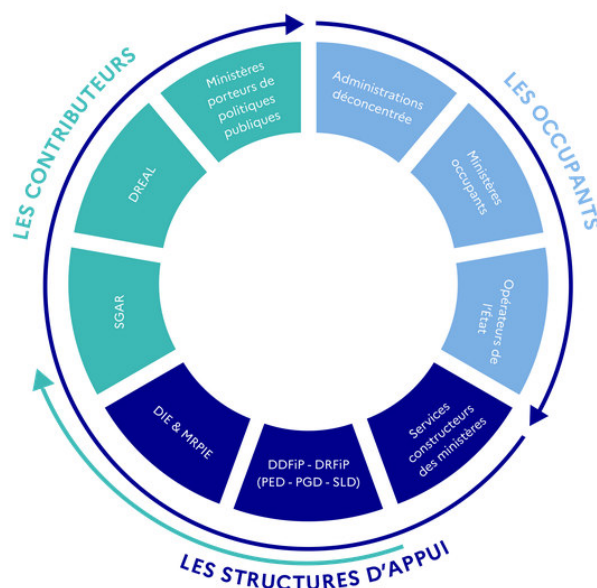 LES CONTRIBUTEURS
Ministères
porteurs de
politiques
publiques
DREAL
SGAR
LES OCCUPANTS
Administrations
déconcentrée
Ministères
occupants
Opérateurs de
l'État
LES STRUCTURES D'APPUI
Services
constructeurs
des ministères
DDFiP - DRFiP
(PED - PGD - SLD)
DIE & MRPIE